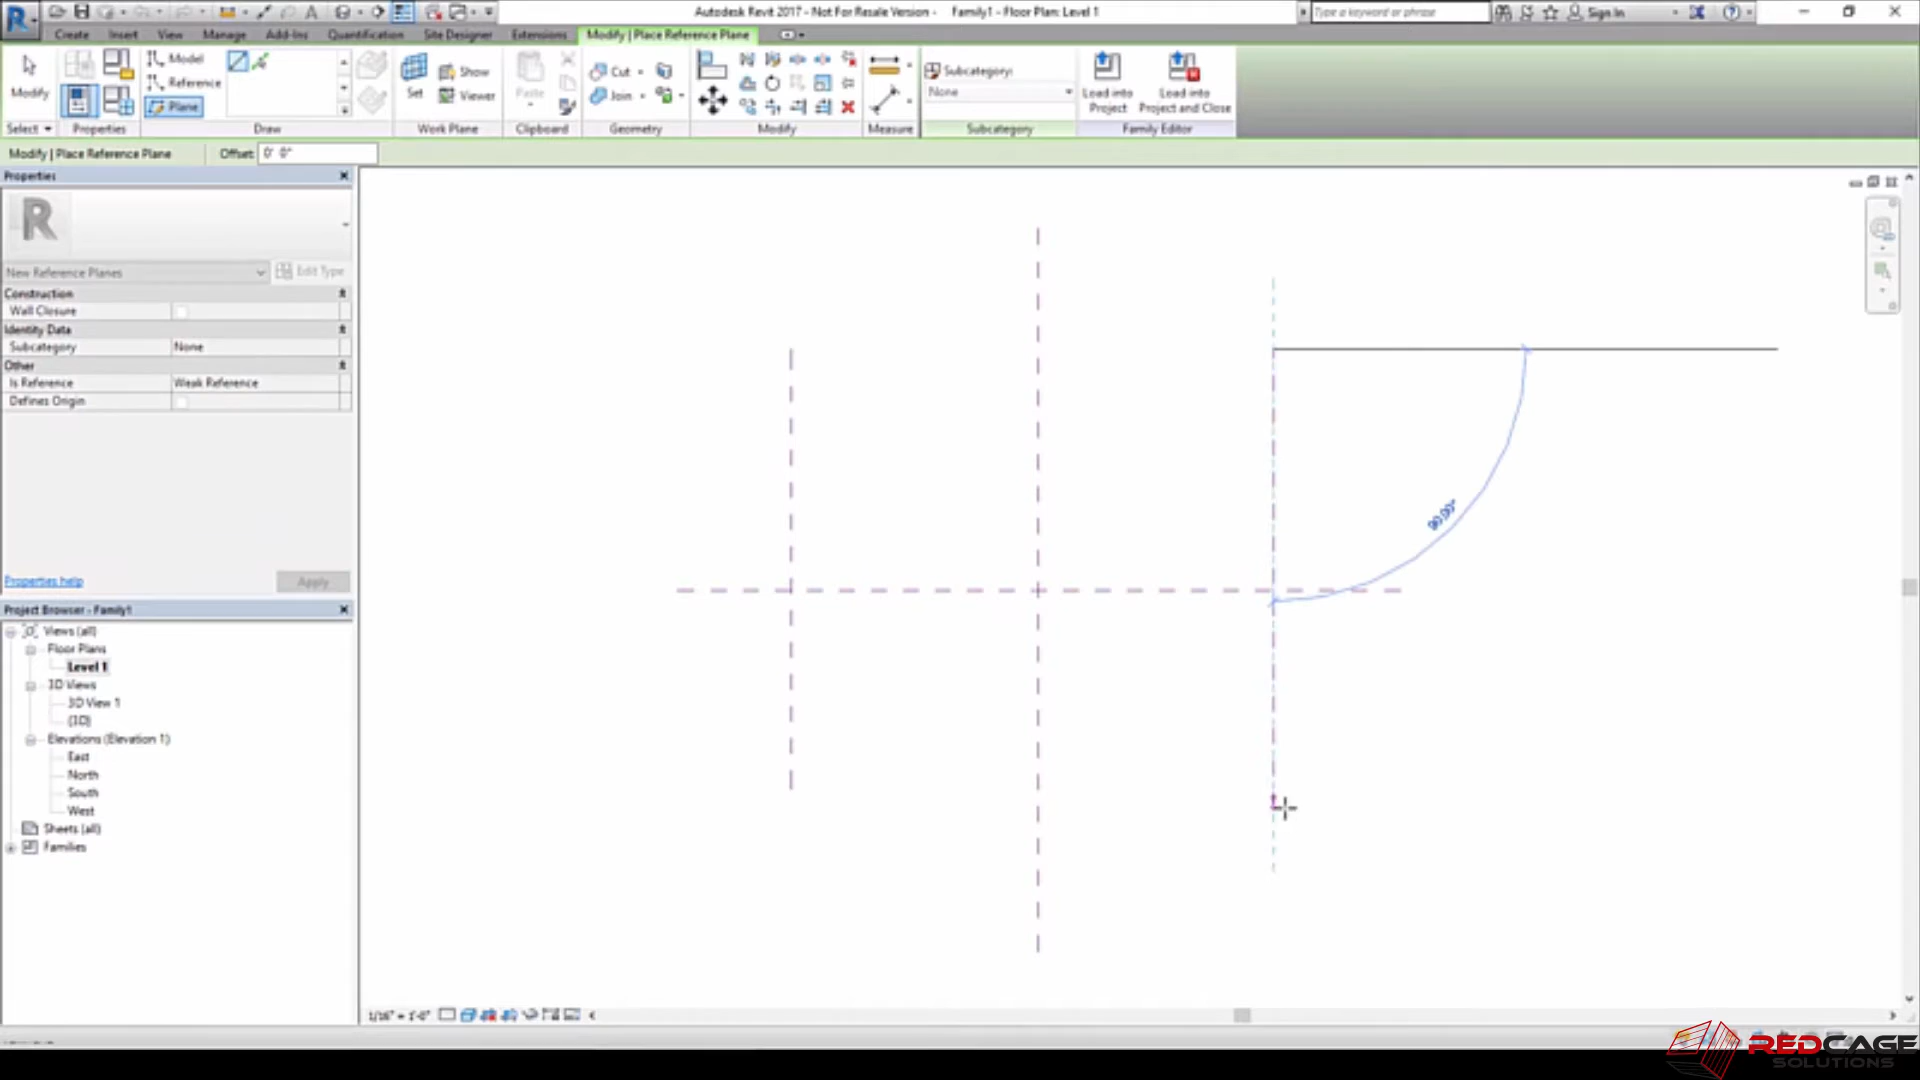 Autodesk Revit 2017 - Not For Resale Version - Family1 - Floor Plan: Level 1
Type a keyword or phrase
Sign In
Create Insert View Manage Add-Ins Quantification Site Designer Extensions Modify | Place Reference Plane
Modify
Model
Reference
Plane
Set
Show
Viewer
Paste
Cut
Join
Subcategory:
None
Load into Project
Load into Project and Close
Select Properties Draw Work Plane Clipboard Geometry Modify Measure Subcategory Family Editor
Modify | Place Reference Plane Offset: 0' 0"
Properties
New Reference Planes
Edit Type
Construction
Wall Closure
Identity Data
Subcategory None
Other
Is Reference Weak Reference
Defines Origin
Properties help
Apply
Project Browser - Family1
Views (all)
Floor Plans
Level 1
3D Views
3D View 1
{3D}
Elevations (Elevation 1)
East
North
South
West
Sheets (all)
Families
90.00°
1/16" = 1'-0"
REDCAGE
SOLUTIONS